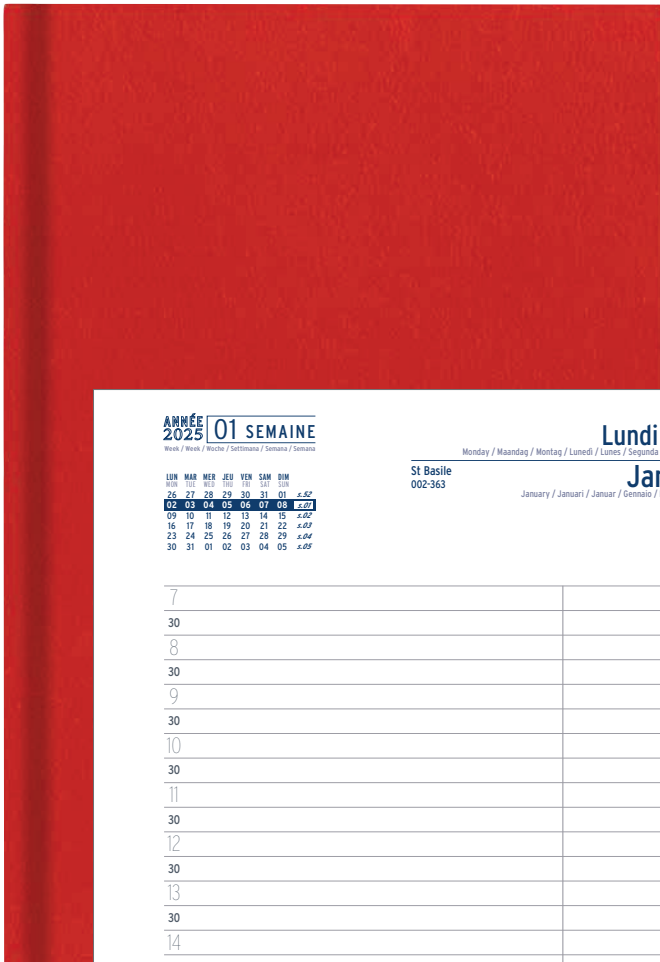 ANNÉE
2025
01 SEMAINE
Week / Week / Woche / Settimana / Semana / Semana
Lundi
Monday / Maandag / Montag / Lunedì / Lunes / Segunda
St Basile
002-363
Jan
January / Januari / Januar / Gennaio /
LUN MAR MER JEU VEN SAM DIM
MON TUE WED THU FRI SAT SUN
26 27 28 29 30 31 01 s.52
02 03 04 05 06 07 08 s.01
09 10 11 12 13 14 15 s.02
16 17 18 19 20 21 22 s.03
23 24 25 26 27 28 29 s.04
30 31 01 02 03 04 05 s.05
7
30
8
30
9
30
10
30
11
30
12
30
13
30
14